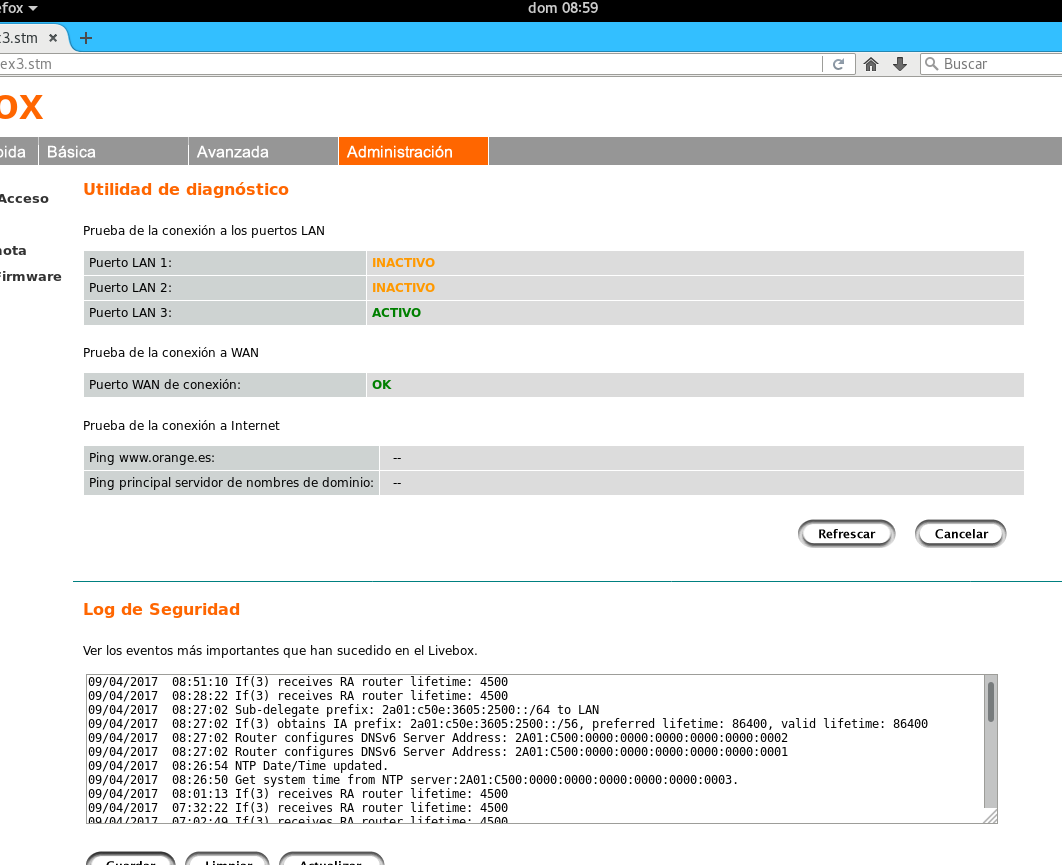 dom 08:59
Buscar
Básica Avanzada Administración
Acceso
Utilidad de diagnóstico
Prueba de la conexión a los puertos LAN
Puerto LAN 1: INACTIVO
Puerto LAN 2: INACTIVO
Puerto LAN 3: ACTIVO
Prueba de la conexión a WAN
Puerto WAN de conexión: OK
Prueba de la conexión a Internet
Ping www.orange.es: --
Ping principal servidor de nombres de dominio: --
Refrescar Cancelar
Log de Seguridad
Ver los eventos más importantes que han sucedido en el Livebox.
09/04/2017 08:51:10 If(3) receives RA router lifetime: 4500
09/04/2017 08:28:22 If(3) receives RA router lifetime: 4500
09/04/2017 08:27:02 Sub-delegate prefix: 2a01:c50e:3605:2500::/64 to LAN
09/04/2017 08:27:02 If(3) obtains IA prefix: 2a01:c50e:3605:2500::/56, preferred lifetime: 86400, valid lifetime: 86400
09/04/2017 08:27:02 Router configures DNSv6 Server Address: 2A01:C500:0000:0000:0000:0000:0000:0002
09/04/2017 08:27:02 Router configures DNSv6 Server Address: 2A01:C500:0000:0000:0000:0000:0000:0001
09/04/2017 08:26:54 NTP Date/Time updated.
09/04/2017 08:26:50 Get system time from NTP server:2A01:C500:0000:0000:0000:0000:0000:0003.
09/04/2017 08:01:13 If(3) receives RA router lifetime: 4500
09/04/2017 07:32:22 If(3) receives RA router lifetime: 4500
09/04/2017 07:02:49 If(3) receives RA router lifetime: 4500
Guardar Limpiar Actualizar